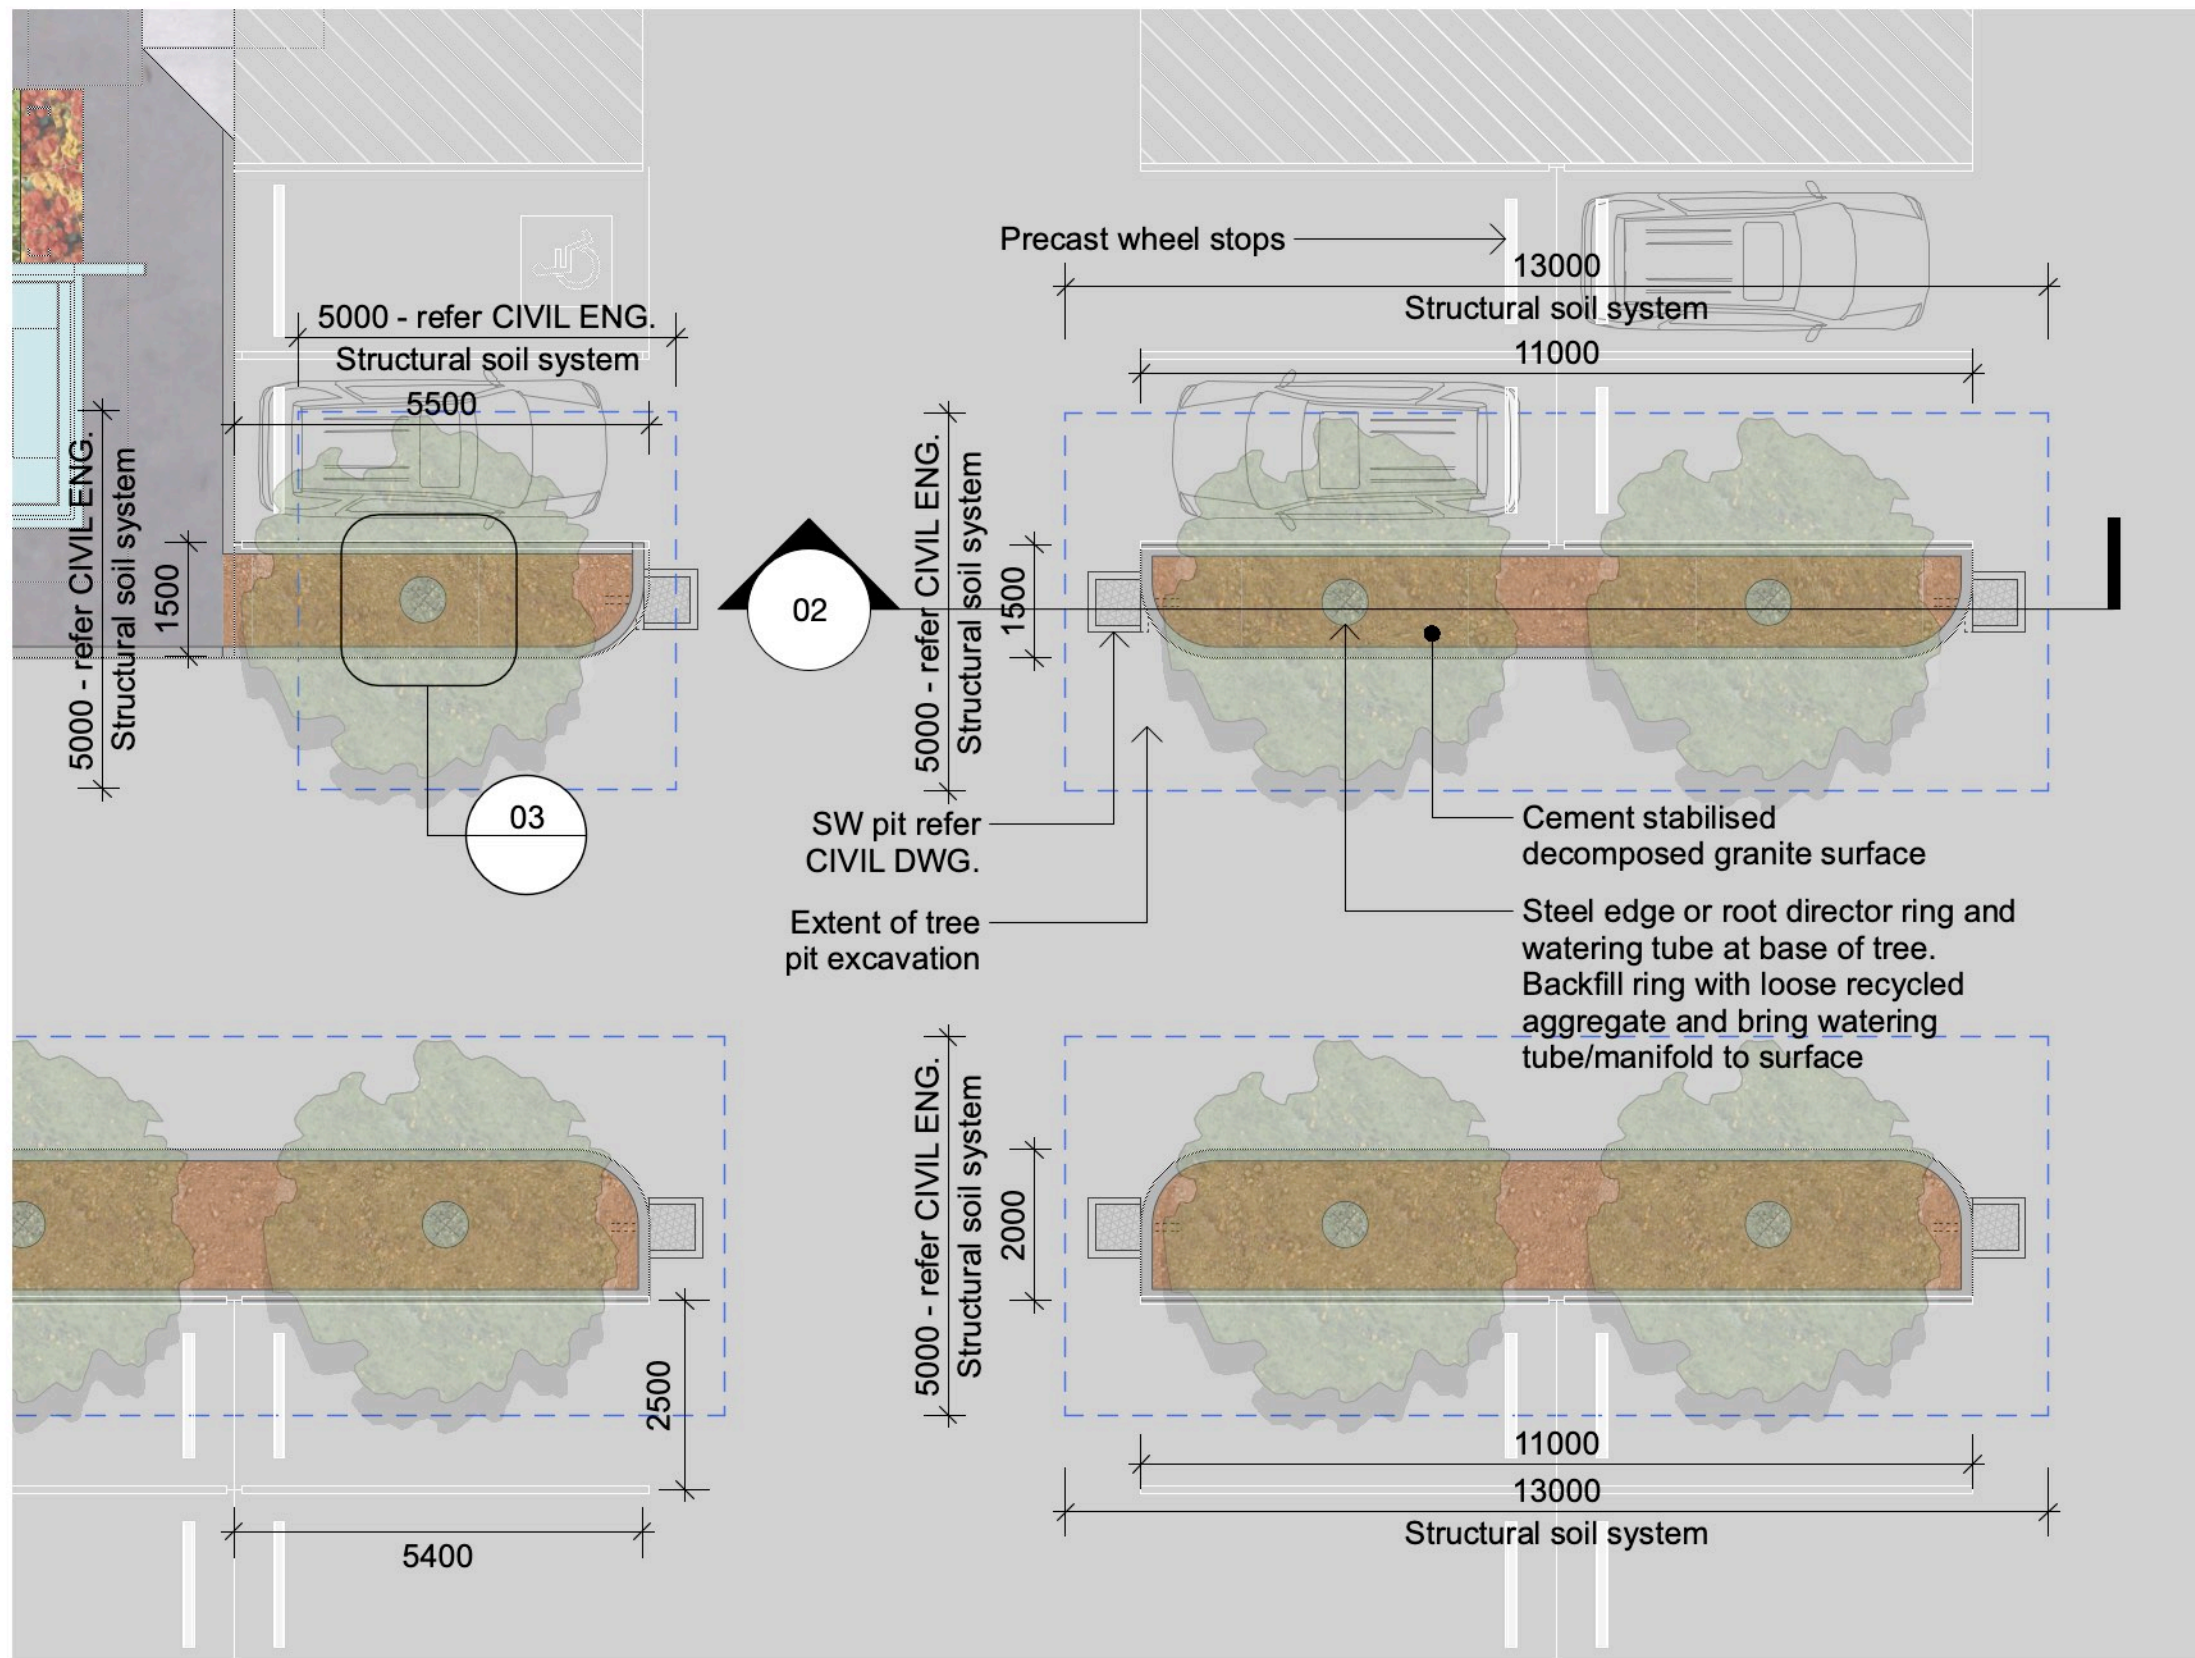 Precast wheel stops
13000
Structural soil system
11000
5000 - refer CIVIL ENG.
Structural soil system
5500
5000 - refer CIVIL ENG.
Structural soil system
1500
02
5000 - refer CIVIL ENG.
Structural soil system
1500
03
SW pit refer
CIVIL DWG.
Extent of tree
pit excavation
Cement stabilised
decomposed granite surface
Steel edge or root director ring and
watering tube at base of tree.
Backfill ring with loose recycled
aggregate and bring watering
tube/manifold to surface
5000 - refer CIVIL ENG.
Structural soil system
2000
2500
5400
11000
13000
Structural soil system